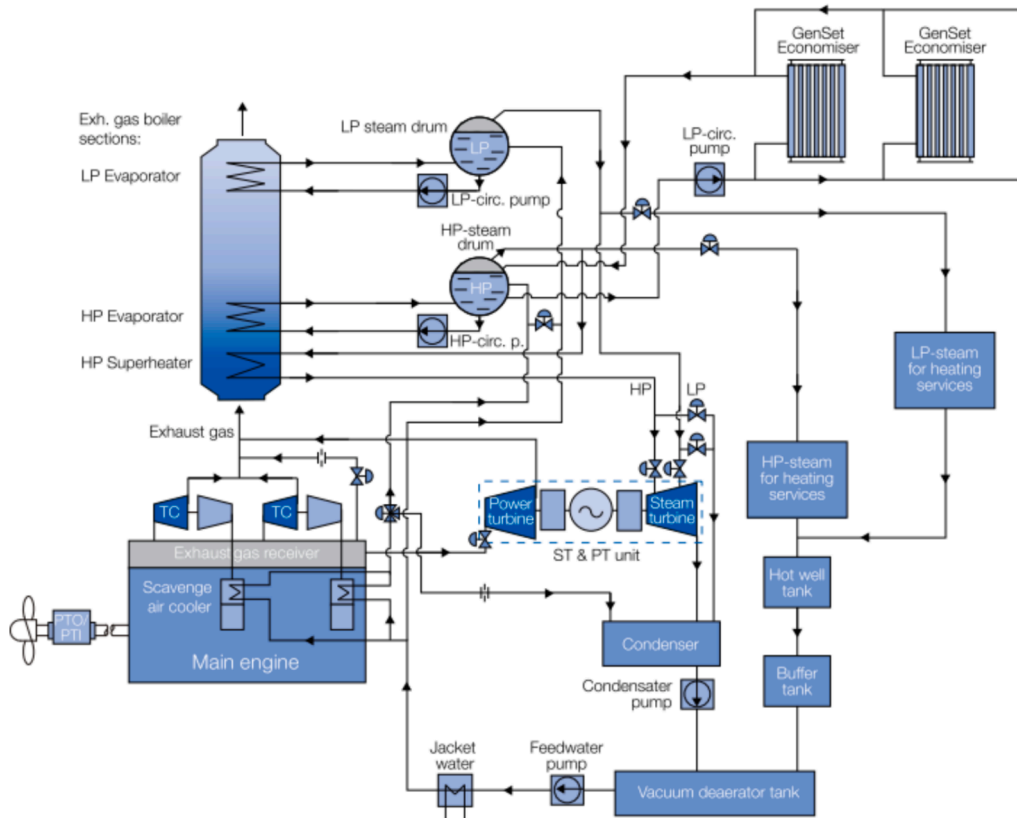 GenSet
Economiser
GenSet
Economiser
Exh. gas boiler
sections:
LP steam drum
LP
LP-circ.
pump
LP Evaporator
LP-circ. pump
HP-steam
drum
HP
HP Evaporator
HP-circ. p.
HP Superheater
LP-steam
for heating
services
HP
LP
Exhaust gas
HP-steam
for heating
services
TC
TC
Power
turbine
Steam
turbine
Exhaust gas receiver
ST & PT unit
Scavenge
air cooler
Hot well
tank
PTO/
PTI
Main engine
Condenser
Condensater
pump
Buffer
tank
Jacket
water
Feedwater
pump
Vacuum deaerator tank